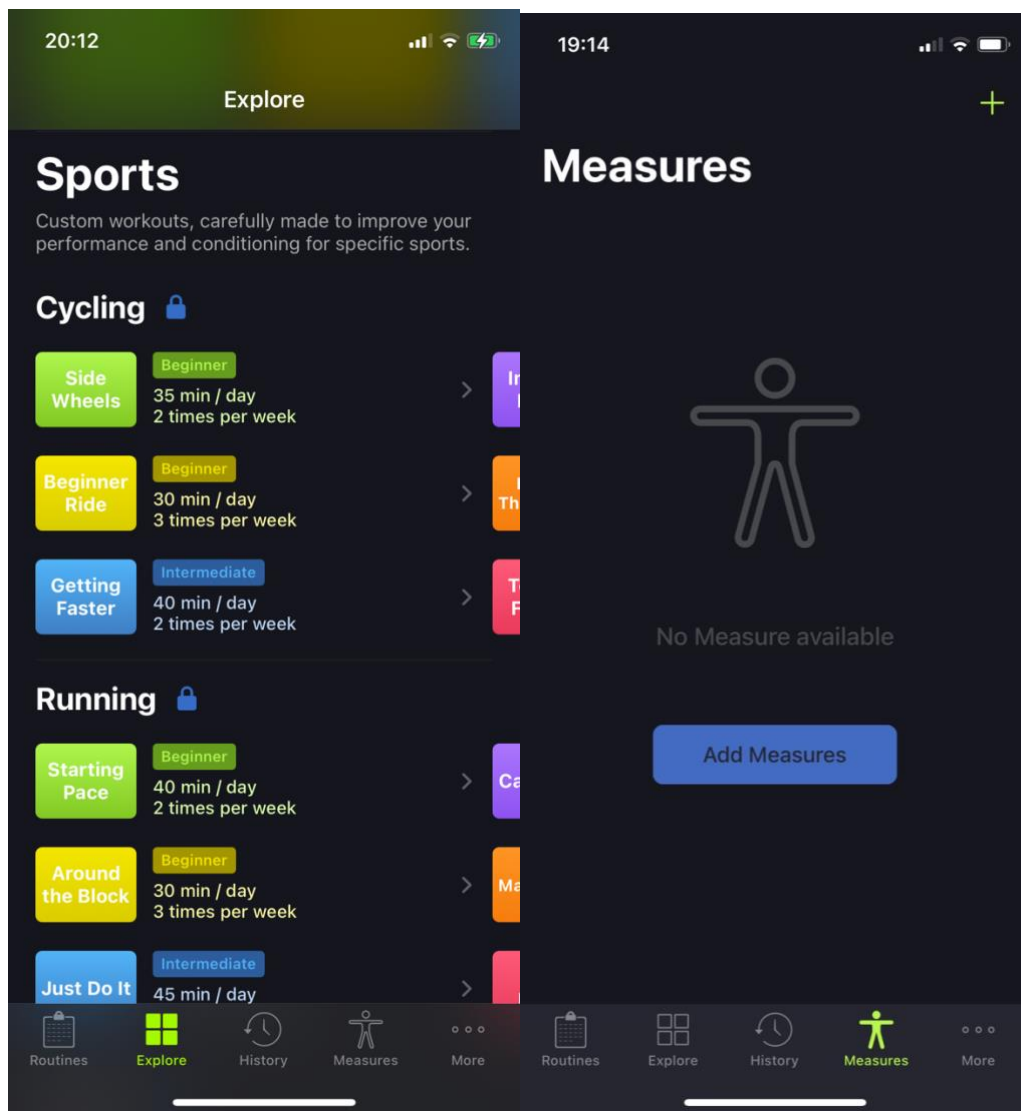 20:12
Explore
Sports
Custom workouts, carefully made to improve your
performance and conditioning for specific sports.
Cycling
Side
Wheels
Beginner
35 min / day
2 times per week
Beginner
Ride
Beginner
30 min / day
3 times per week
Th
Getting
Faster
Intermediate
40 min / day
2 times per week
Running
Starting
Pace
Beginner
40 min / day
2 times per week
Ca
Around
the Block
Beginner
30 min / day
3 times per week
Ma
Just Do It
Intermediate
45 min / day
Routines
Explore
History
Measures
More
19:14
Measures
No Measure available
Add Measures
Routines
Explore
History
Measures
More